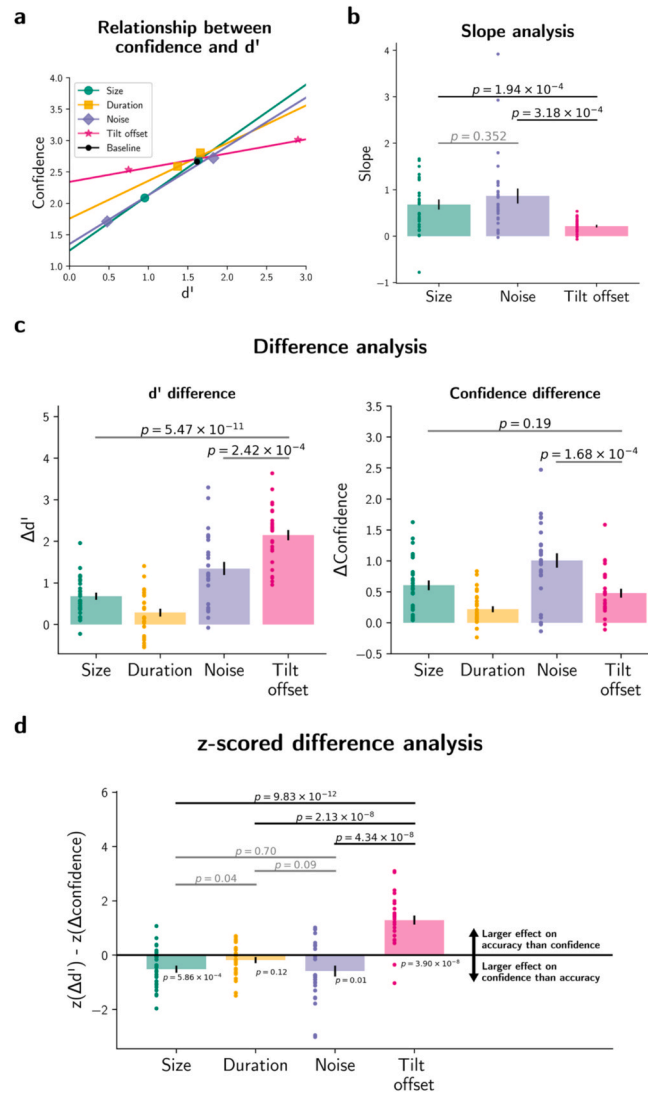 a
Relationship between
confidence and d'
Size
Duration
Noise
Tilt offset
Baseline
4.0
3.5
3.0
2.5
2.0
1.5
1.0
Confidence
0.0 0.5 1.0 1.5 2.0 2.5 3.0
d'
b
Slope analysis
4
3
2
1
0
−1
Slope
p = 1.94 × 10⁻⁴
p = 3.18 × 10⁻⁴
p = 0.352
Size Noise Tilt offset
c
Difference analysis
d' difference
5
4
3
2
1
0
Δd'
p = 5.47 × 10⁻¹¹
p = 2.42 × 10⁻⁴
Size Duration Noise Tilt
offset
Confidence difference
3.5
3.0
2.5
2.0
1.5
1.0
0.5
0.0
−0.5
ΔConfidence
p = 0.19
p = 1.68 × 10⁻⁴
Size Duration Noise Tilt
offset
d
z-scored difference analysis
6
4
2
0
−2
z(Δd') - z(Δconfidence)
p = 9.83 × 10⁻¹²
p = 2.13 × 10⁻⁸
p = 4.34 × 10⁻⁸
p = 0.70
p = 0.09
p = 0.04
p = 5.86 × 10⁻⁴
p = 0.12
p = 0.01
p = 3.90 × 10⁻⁸
Larger effect on
accuracy than confidence
Larger effect on
confidence than accuracy
Size Duration Noise Tilt
offset